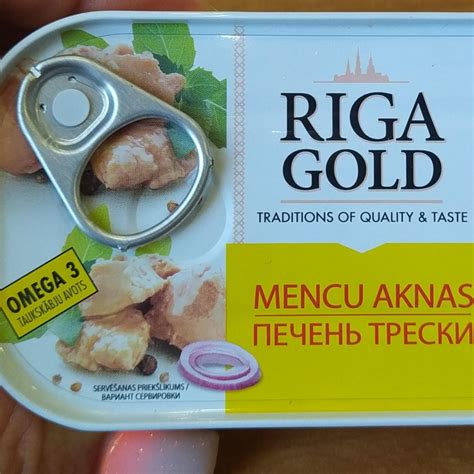 RIGA
GOLD
TRADITIONS OF QUALITY & TASTE
OMEGA 3
TAUKSKĀBJU AVOTS
MENCU AKNAS
ПЕЧЕНЬ ТРЕСКИ
SERVĒŠANAS PRIEKŠLIKUMS /
ВАРИАНТ СЕРВИРОВКИ